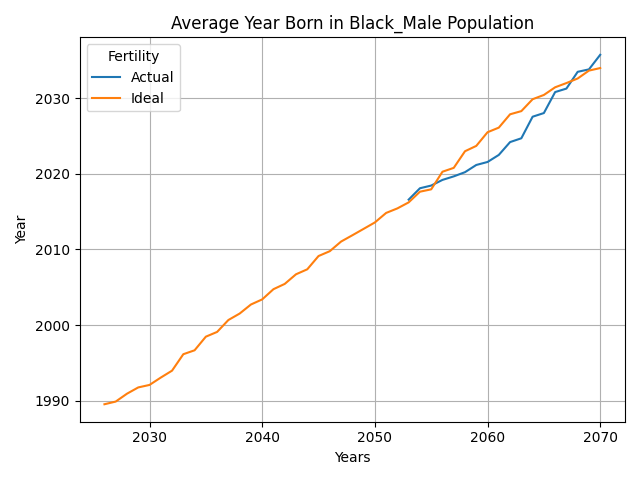 Average Year Born in Black_Male Population
Fertility
Actual
Ideal
Year
2030
2020
2010
2000
1990
2030 2040 2050 2060 2070
Years